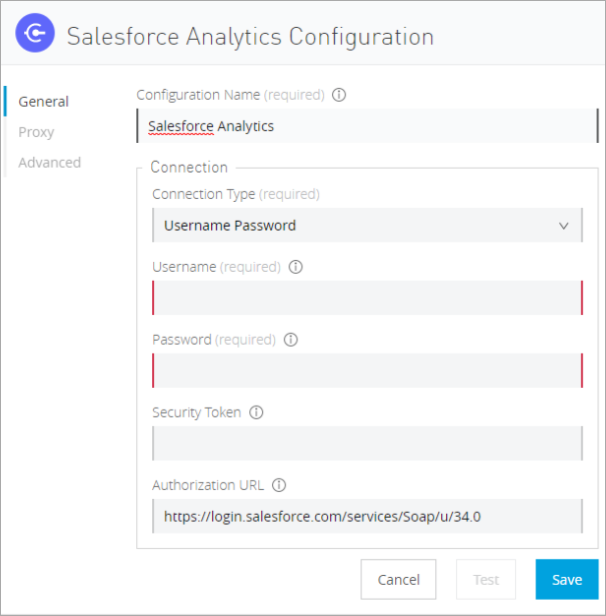 Salesforce Analytics Configuration
General
Proxy
Advanced
Configuration Name (required)
Salesforce Analytics
Connection
Connection Type (required)
Username Password
Username (required)
Password (required)
Security Token
Authorization URL
https://login.salesforce.com/services/Soap/u/34.0
Cancel
Test
Save